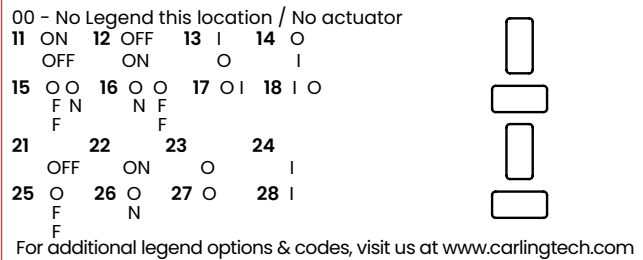 00 - No Legend this location / No actuator
11 ON 12 OFF 13 I 14 O
OFF ON O I
15 O O 16 O O 17 O I 18 I O
F N N F
F F
21 22 23 24
OFF ON O I
25 O 26 O 27 O 28 I
F N
F
For additional legend options & codes, visit us at www.carlingtech.com